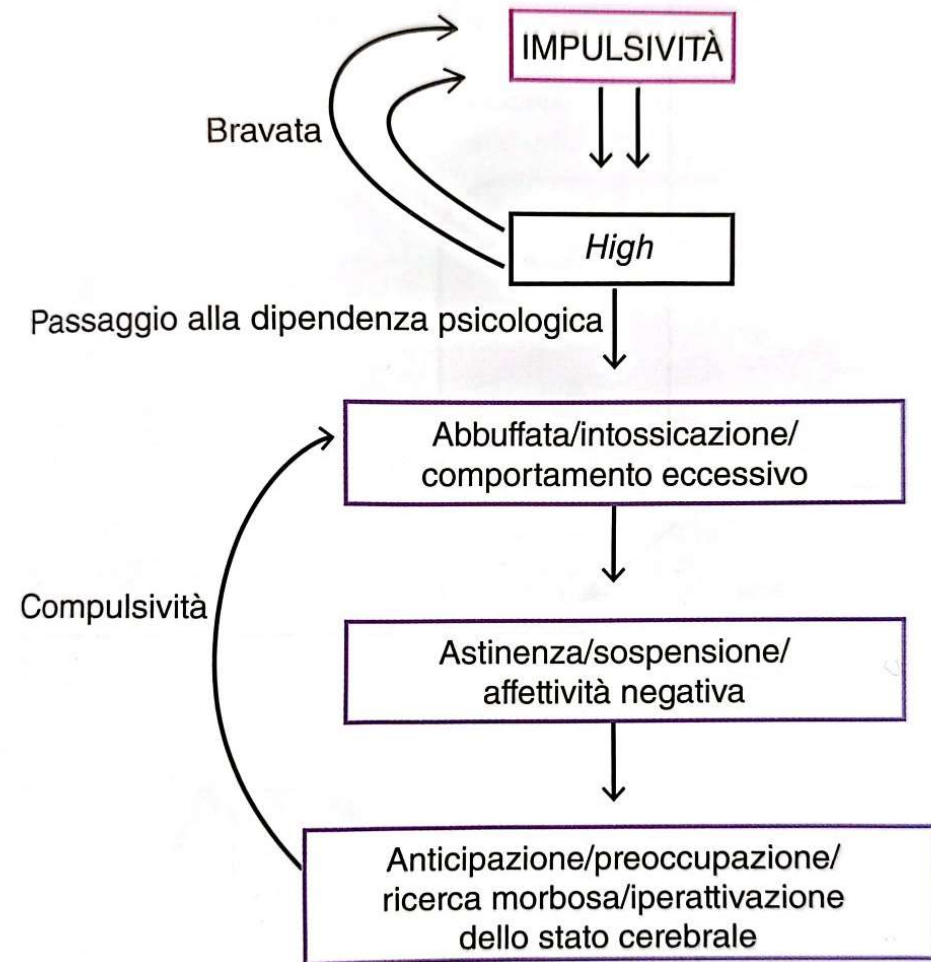 IMPULSIVITÀ
Bravata
High
Passaggio alla dipendenza psicologica
Abbuffata/intossicazione/
comportamento eccessivo
Compulsività
Astinenza/sospensione/
affettività negativa
Anticipazione/preoccupazione/
ricerca morbosa/iperattivazione
dello stato cerebrale